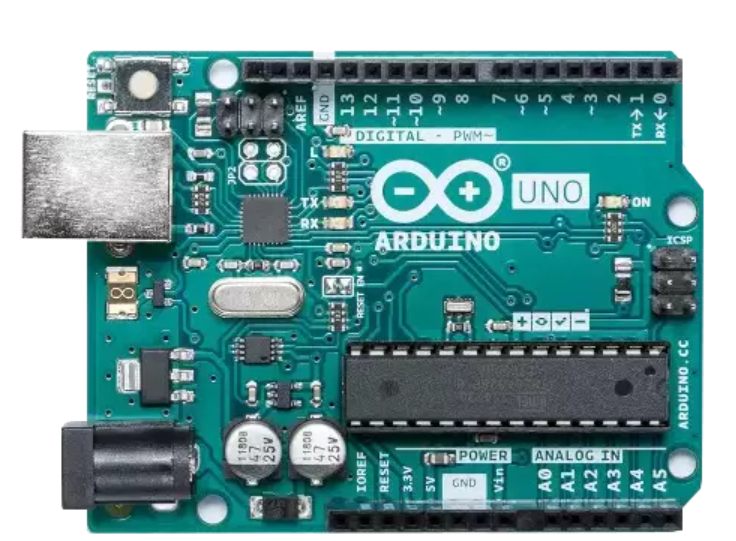 RESET
AREF
GND
13
12
~11
~10
~9
8
7
~6
~5
4
~3
2
TX→1
RX←0
DIGITAL - PWM~
JP2
L
TX
RX
®
UNO
ARDUINO
ON
ICSP
RESET EN
8
ARDUINO.CC
47
25V
47
25V
IOREF
RESET
3.3V
5V
GND
Vin
POWER
ANALOG IN
A0
A1
A2
A3
A4
A5